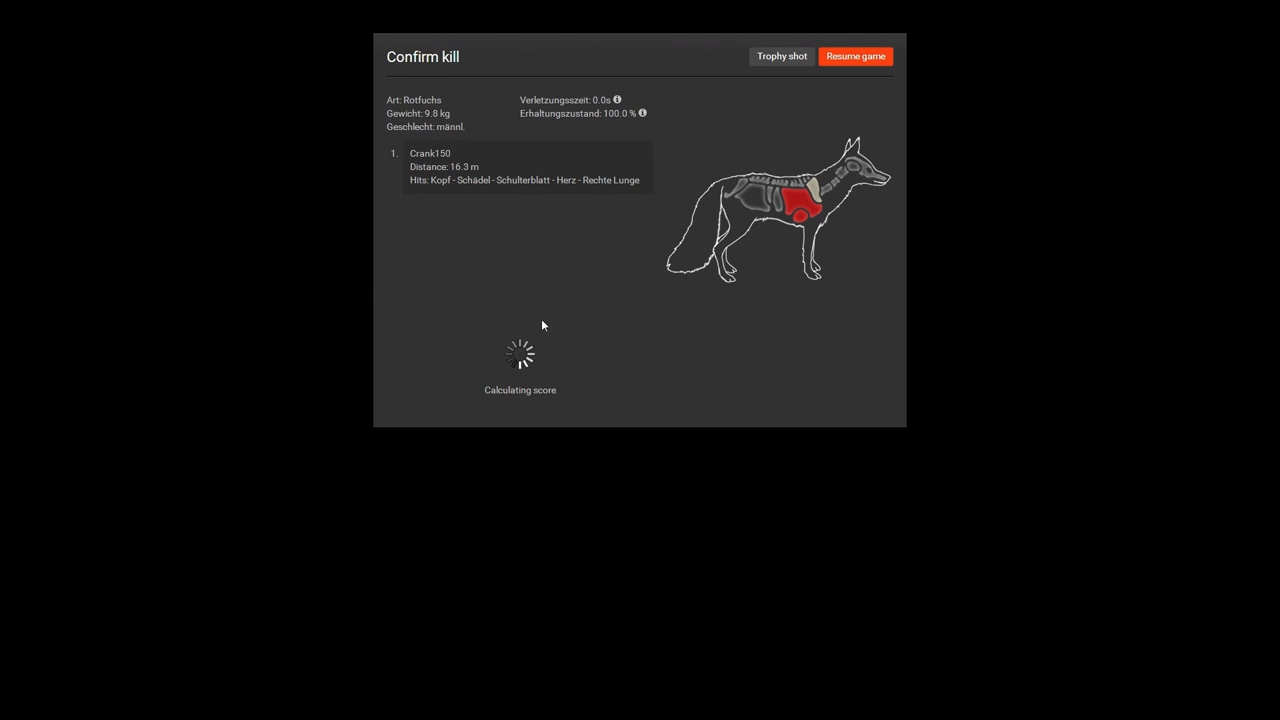 Confirm kill
Trophy shot
Resume game
Art: Rotfuchs
Gewicht: 9.8 kg
Geschlecht: männl.
Verletzungsszeit: 0.0s
Erhaltungszustand: 100.0 %
1. Crank150
Distance: 16.3 m
Hits: Kopf - Schädel - Schulterblatt - Herz - Rechte Lunge
Calculating score